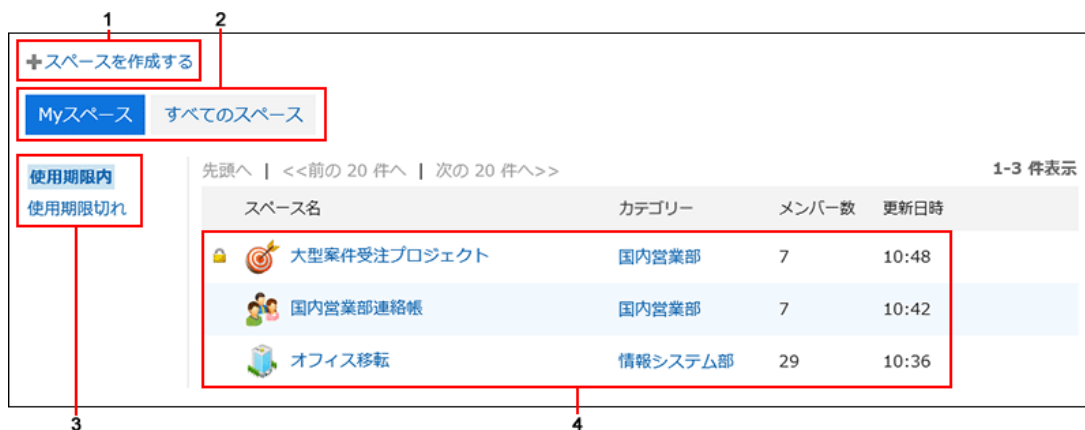 1 2
スペースを作成する
Myスペース すべてのスペース
使用期限内
使用期限切れ
先頭へ | <<前の 20 件へ | 次の 20 件へ>> 1-3 件表示
スペース名 カテゴリー メンバー数 更新日時
大型案件受注プロジェクト 国内営業部 7 10:48
国内営業部連絡帳 国内営業部 7 10:42
オフィス移転 情報システム部 29 10:36
3 4